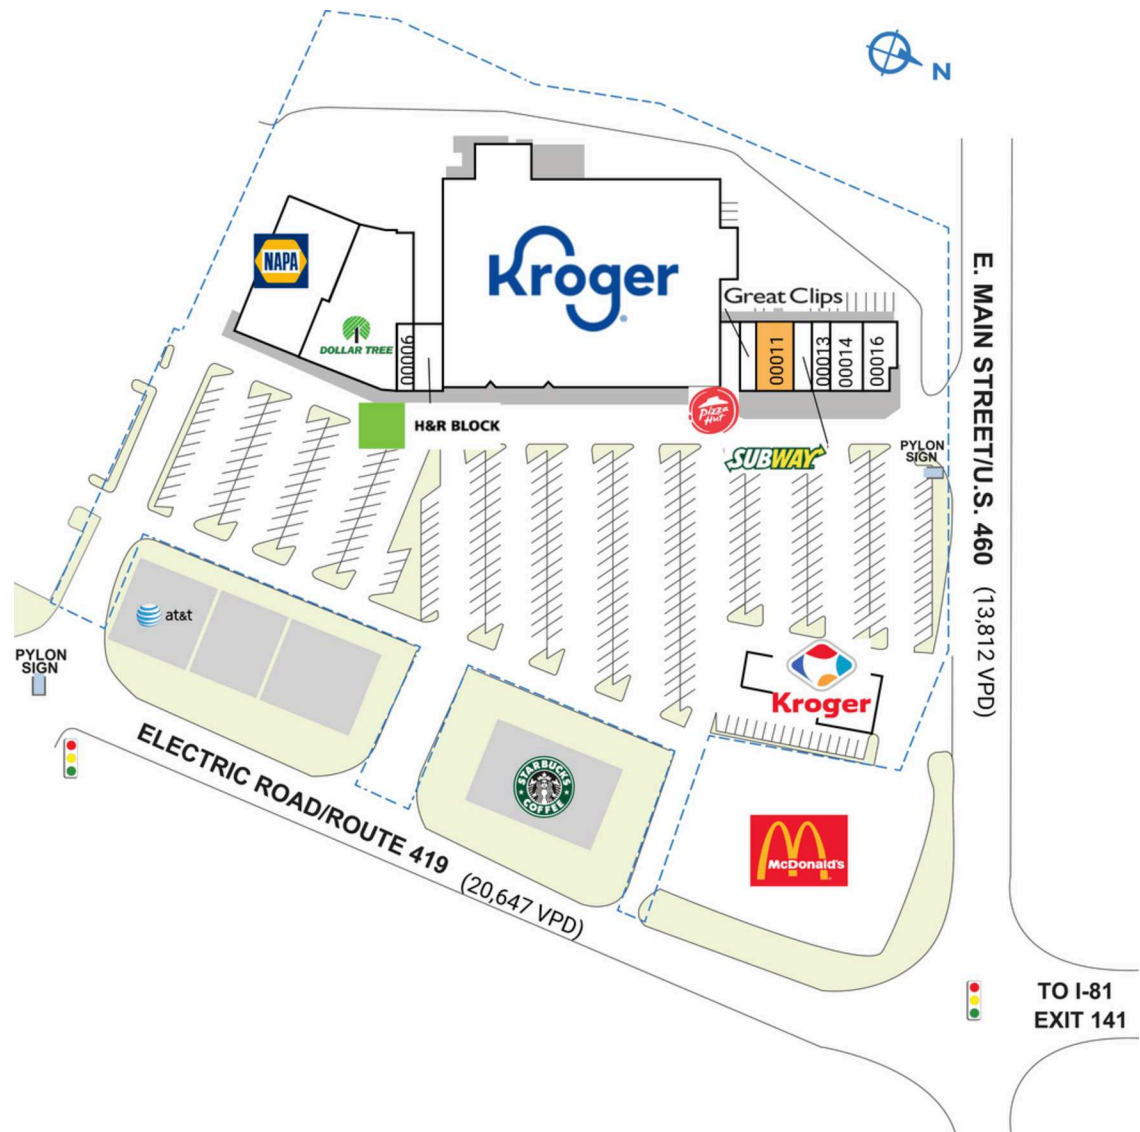 N
NAPA
Kroger
Great Clips
DOLLAR TREE
00006
00011
00013
00014
00016
H&R BLOCK
Pizza
Hut
SUBWAY
PYLON
SIGN
E. MAIN STREET/U.S. 460 (13,812 VPD)
at&t
PYLON
SIGN
Kroger
ELECTRIC ROAD/ROUTE 419 (20,647 VPD)
STARBUCKS
COFFEE
McDonald's
TO I-81
EXIT 141